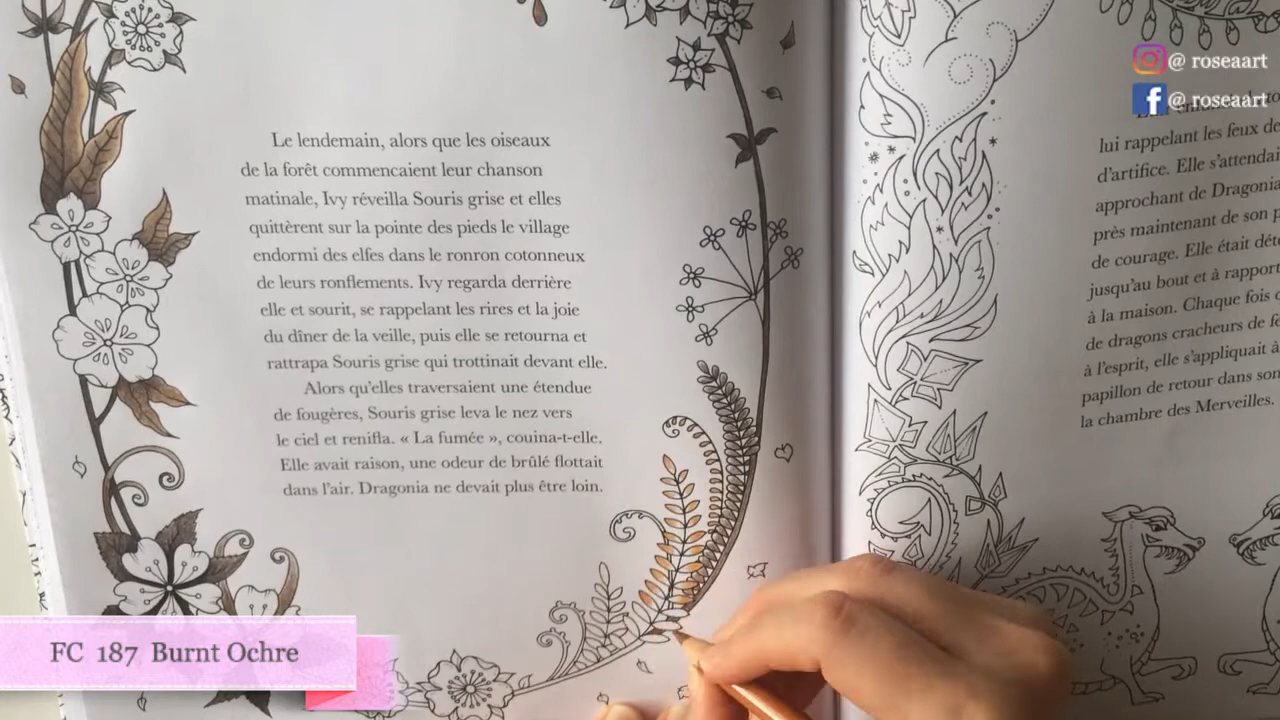 @ roseaart
@ roseaart
Le lendemain, alors que les oiseaux
de la forêt commencaient leur chanson
matinale, Ivy réveilla Souris grise et elles
quittèrent sur la pointe des pieds le village
endormi des elfes dans le ronron cotonneux
de leurs ronflements. Ivy regarda derrière
elle et sourit, se rappelant les rires et la joie
du dîner de la veille, puis elle se retourna et
rattrapa Souris grise qui trottinait devant elle.
Alors qu'elles traversaient une étendue
de fougères, Souris grise leva le nez vers
le ciel et renifla. « La fumée », couina-t-elle.
Elle avait raison, une odeur de brûlé flottait
dans l'air. Dragonia ne devait plus être loin.
lui rappelant les feux de
d'artifice. Elle s'attendai
approchant de Dragonia
près maintenant de son p
de courage. Elle était dét
jusqu'au bout et à rapport
à la maison. Chaque fois
de dragons cracheurs de fe
à l'esprit, elle s'appliquait à
papillon de retour dans son
la chambre des Merveilles.
FC 187 Burnt Ochre